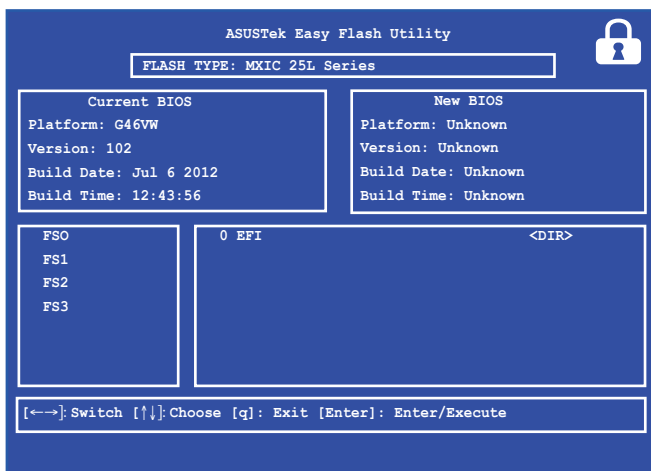 ASUSTek Easy Flash Utility
FLASH TYPE: MXIC 25L Series
Current BIOS
Platform: G46VW
Version: 102
Build Date: Jul 6 2012
Build Time: 12:43:56
New BIOS
Platform: Unknown
Version: Unknown
Build Date: Unknown
Build Time: Unknown
FSO
FS1
FS2
FS3
0 EFI <DIR>
[←→]: Switch [↑↓]: Choose [q]: Exit [Enter]: Enter/Execute